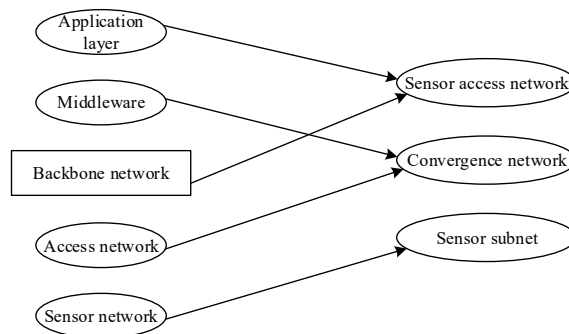 Application
layer
Middleware
Backbone network
Access network
Sensor network
Sensor access network
Convergence network
Sensor subnet